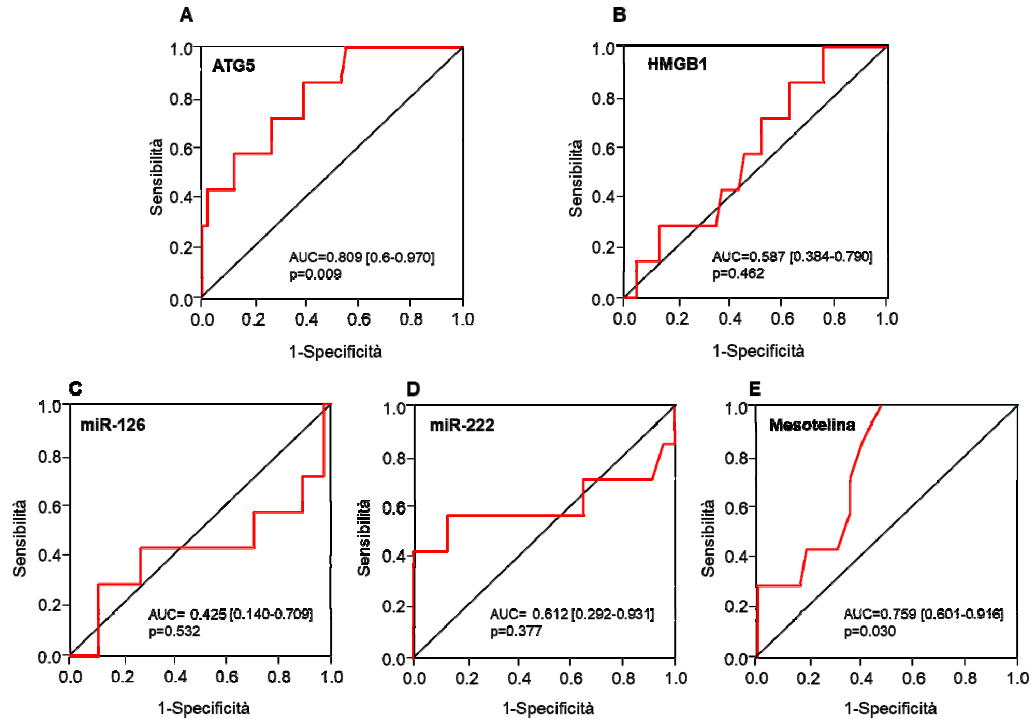 A
ATG5
1.0
0.8
0.6
0.4
0.2
0.0
Sensibilità
AUC=0.809 [0.6-0.970]
p=0.009
0.0 0.2 0.4 0.6 0.8 1.0
1-Specificità
B
HMGB1
1.0
0.8
0.6
0.4
0.2
0.0
Sensibilità
AUC=0.587 [0.384-0.790]
p=0.462
0.0 0.2 0.4 0.6 0.8 1.0
1-Specificità
C
miR-126
1.0
0.8
0.6
0.4
0.2
0.0
Sensibilità
AUC= 0.425 [0.140-0.709]
p=0.532
0.0 0.2 0.4 0.6 0.8 1.0
1-Specificità
D
miR-222
1.0
0.8
0.6
0.4
0.2
0.0
Sensibilità
AUC= 0.612 [0.292-0.931]
p=0.377
0.0 0.2 0.4 0.6 0.8 1.0
1-Specificità
E
Mesotelina
1.0
0.8
0.6
0.4
0.2
0.0
Sensibilità
AUC=0.759 [0.601-0.916]
p=0.030
0.0 0.2 0.4 0.6 0.8 1.0
1-Specificità